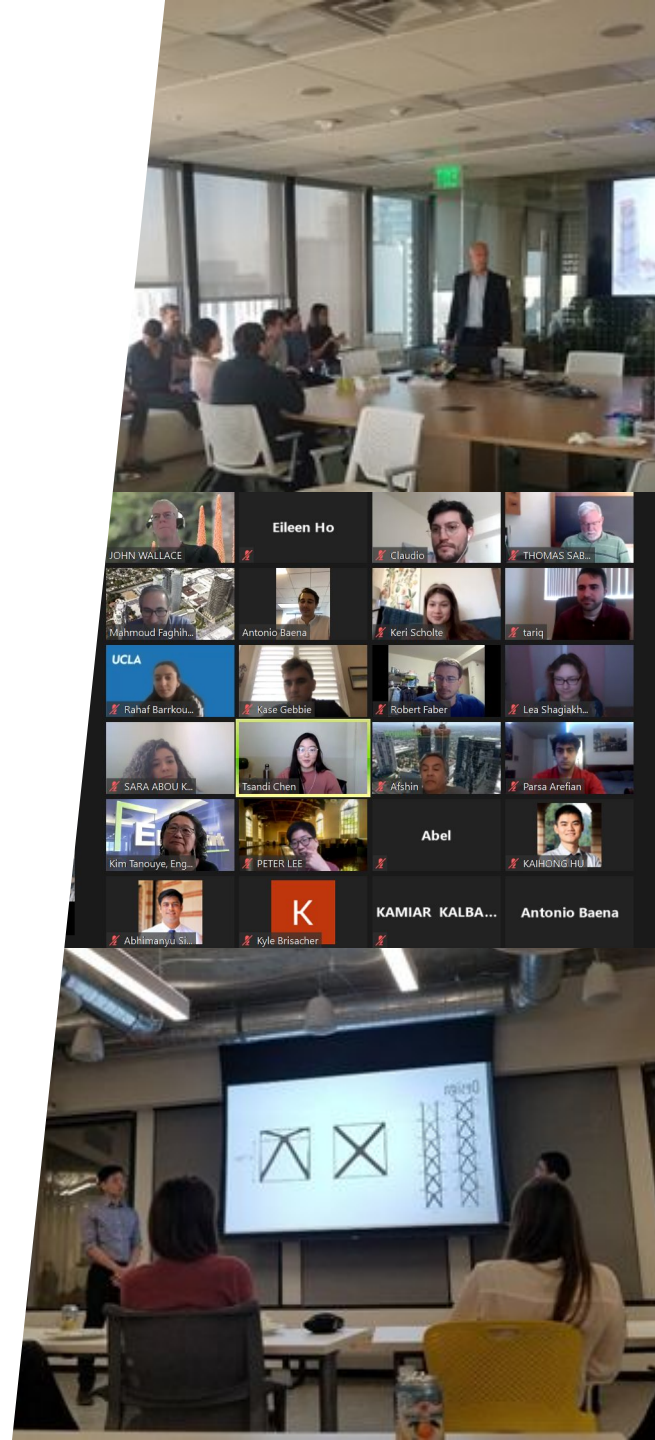 Eileen Ho
JOHN WALLACE
Claudio
THOMAS SAB...
Mahmoud Faghih...
Antonio Baena
Keri Scholte
tariq
UCLA
Rahaf Barrkou...
Kase Gebbie
Robert Faber
Lea Shagiakh...
SARA ABOU K...
Tsandi Chen
Afshin
Parsa Arefian
Kim Tanouye, Eng...
PETER LEE
Abel
KAIHONG HU
Abhimanyu Si...
K
Kyle Brisacher
KAMIAR KALBA...
Antonio Baena
Design